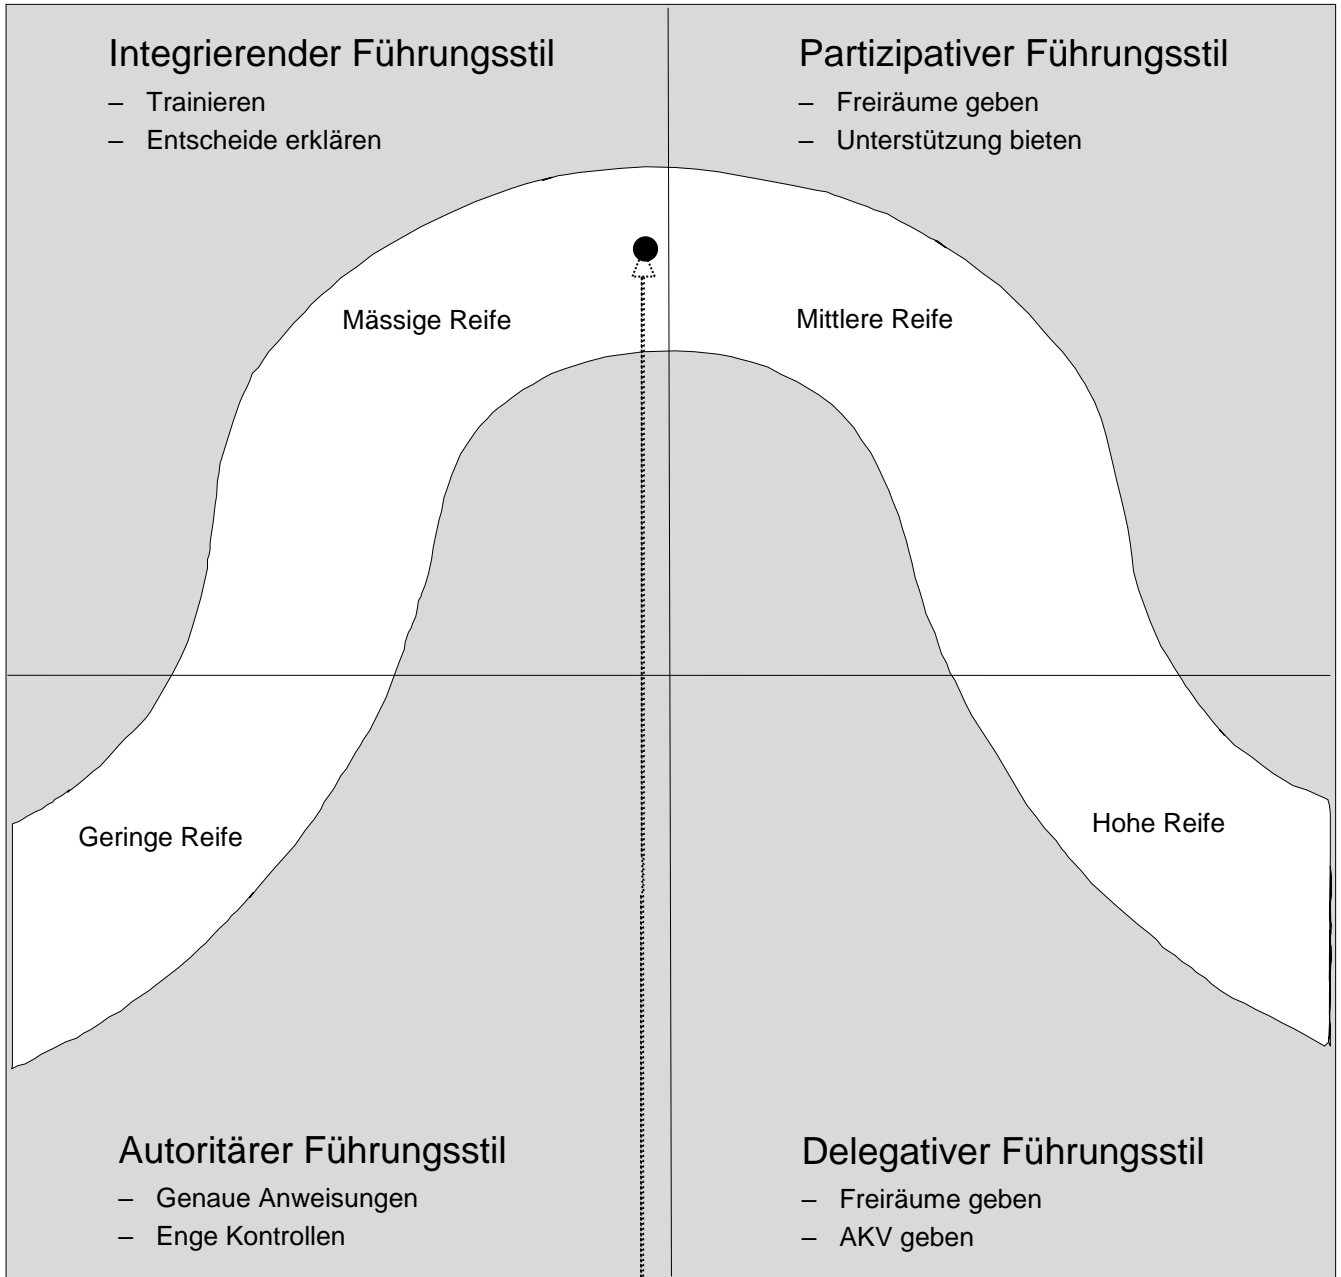 Integrierender Führungsstil
– Trainieren
– Entscheide erklären
Partizipativer Führungsstil
– Freiräume geben
– Unterstützung bieten
Mässige Reife
Mittlere Reife
Geringe Reife
Hohe Reife
Autoritärer Führungsstil
– Genaue Anweisungen
– Enge Kontrollen
Delegativer Führungsstil
– Freiräume geben
– AKV geben